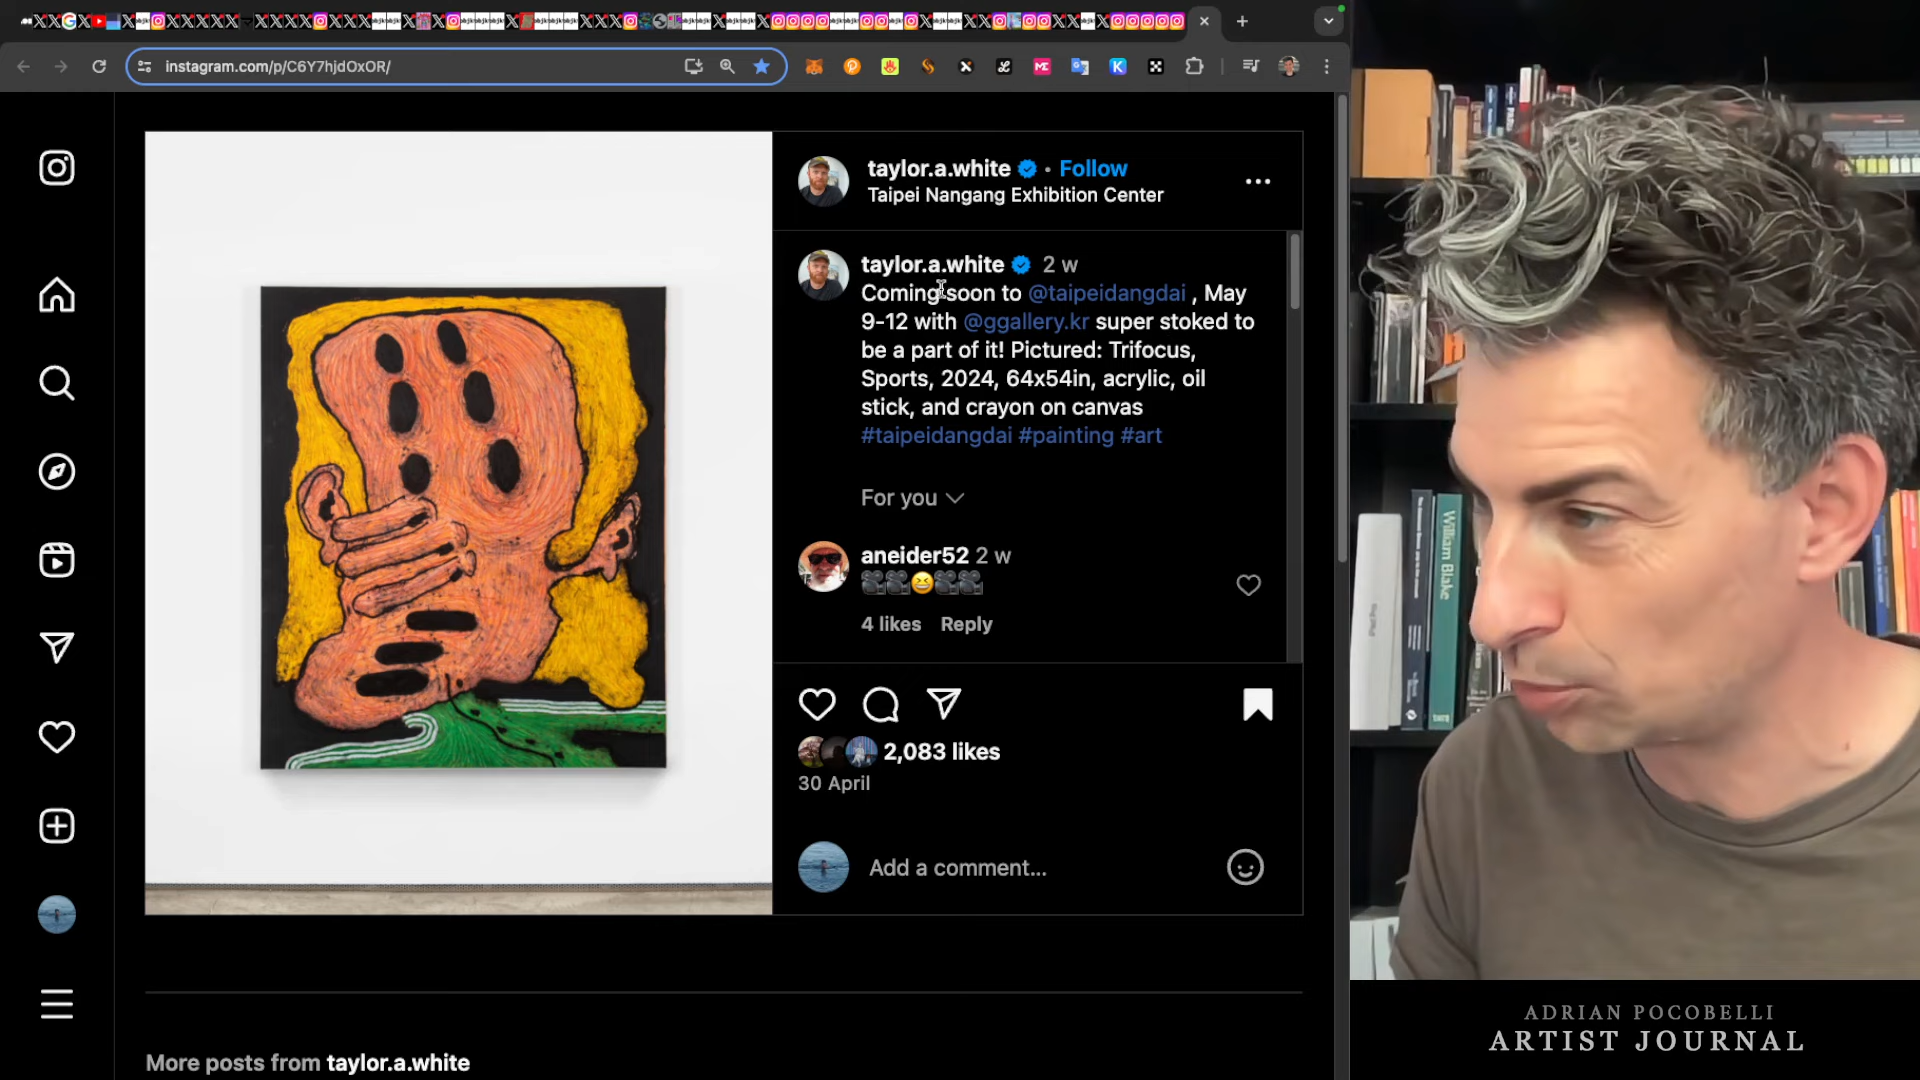 instagram.com/p/C6Y7hjdOxOR/
taylor.a.white • Follow
Taipei Nangang Exhibition Center
taylor.a.white 2 w
Coming soon to @taipeidangdai , May
9-12 with @ggallery.kr super stoked to
be a part of it! Pictured: Trifocus,
Sports, 2024, 64x54in, acrylic, oil
stick, and crayon on canvas
#taipeidangdai #painting #art
For you
aneider52 2 w
4 likes Reply
2,083 likes
30 April
Add a comment...
More posts from taylor.a.white
William Blake
ADRIAN POCOBELLI
ARTIST JOURNAL